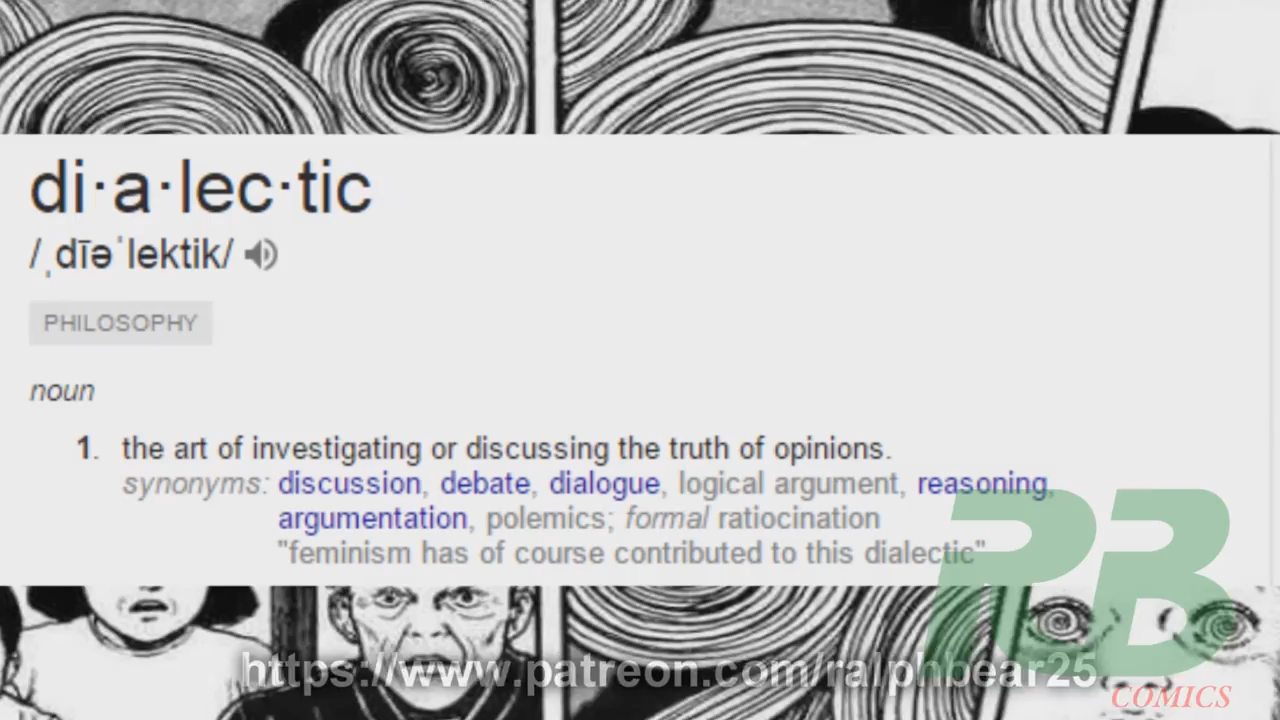 di·a·lec·tic
/ˌdīəˈlektik/
PHILOSOPHY
noun
1. the art of investigating or discussing the truth of opinions.
synonyms: discussion, debate, dialogue, logical argument, reasoning,
argumentation, polemics; formal ratiocination
"feminism has of course contributed to this dialectic"
https://www.patreon.com/ralphbear25
RB
COMICS